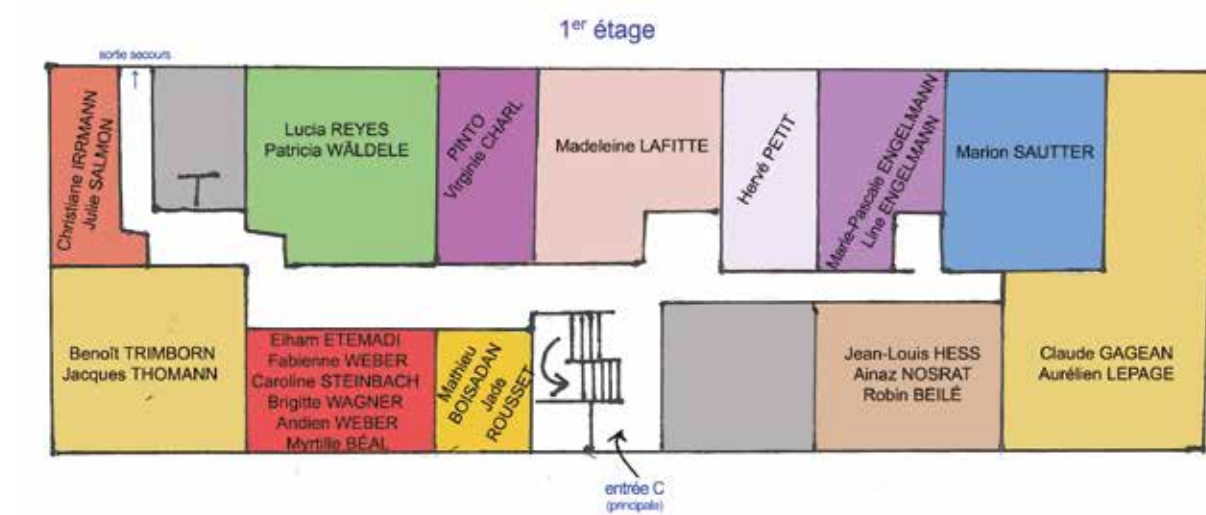 1er étage
sortie secours
Christiane IRRMANN
Julie SALMON
Lucia REYES
Patricia WÄLDELE
PINTO
Virginie CHARL
Madeleine LAFITTE
Hervé PETIT
Marie-Pascale ENGELMANN
Line ENGELMANN
Marion SAUTTER
Benoît TRIMBORN
Jacques THOMANN
Elham ETEMADI
Fabienne WEBER
Caroline STEINBACH
Brigitte WAGNER
Andien WEBER
Myrtille BÉAL
Mathieu
BOISADAN
Jade
ROUSSET
Jean-Louis HESS
Ainaz NOSRAT
Robin BEILÉ
Claude GAGEAN
Aurélien LEPAGE
entrée C
(principale)